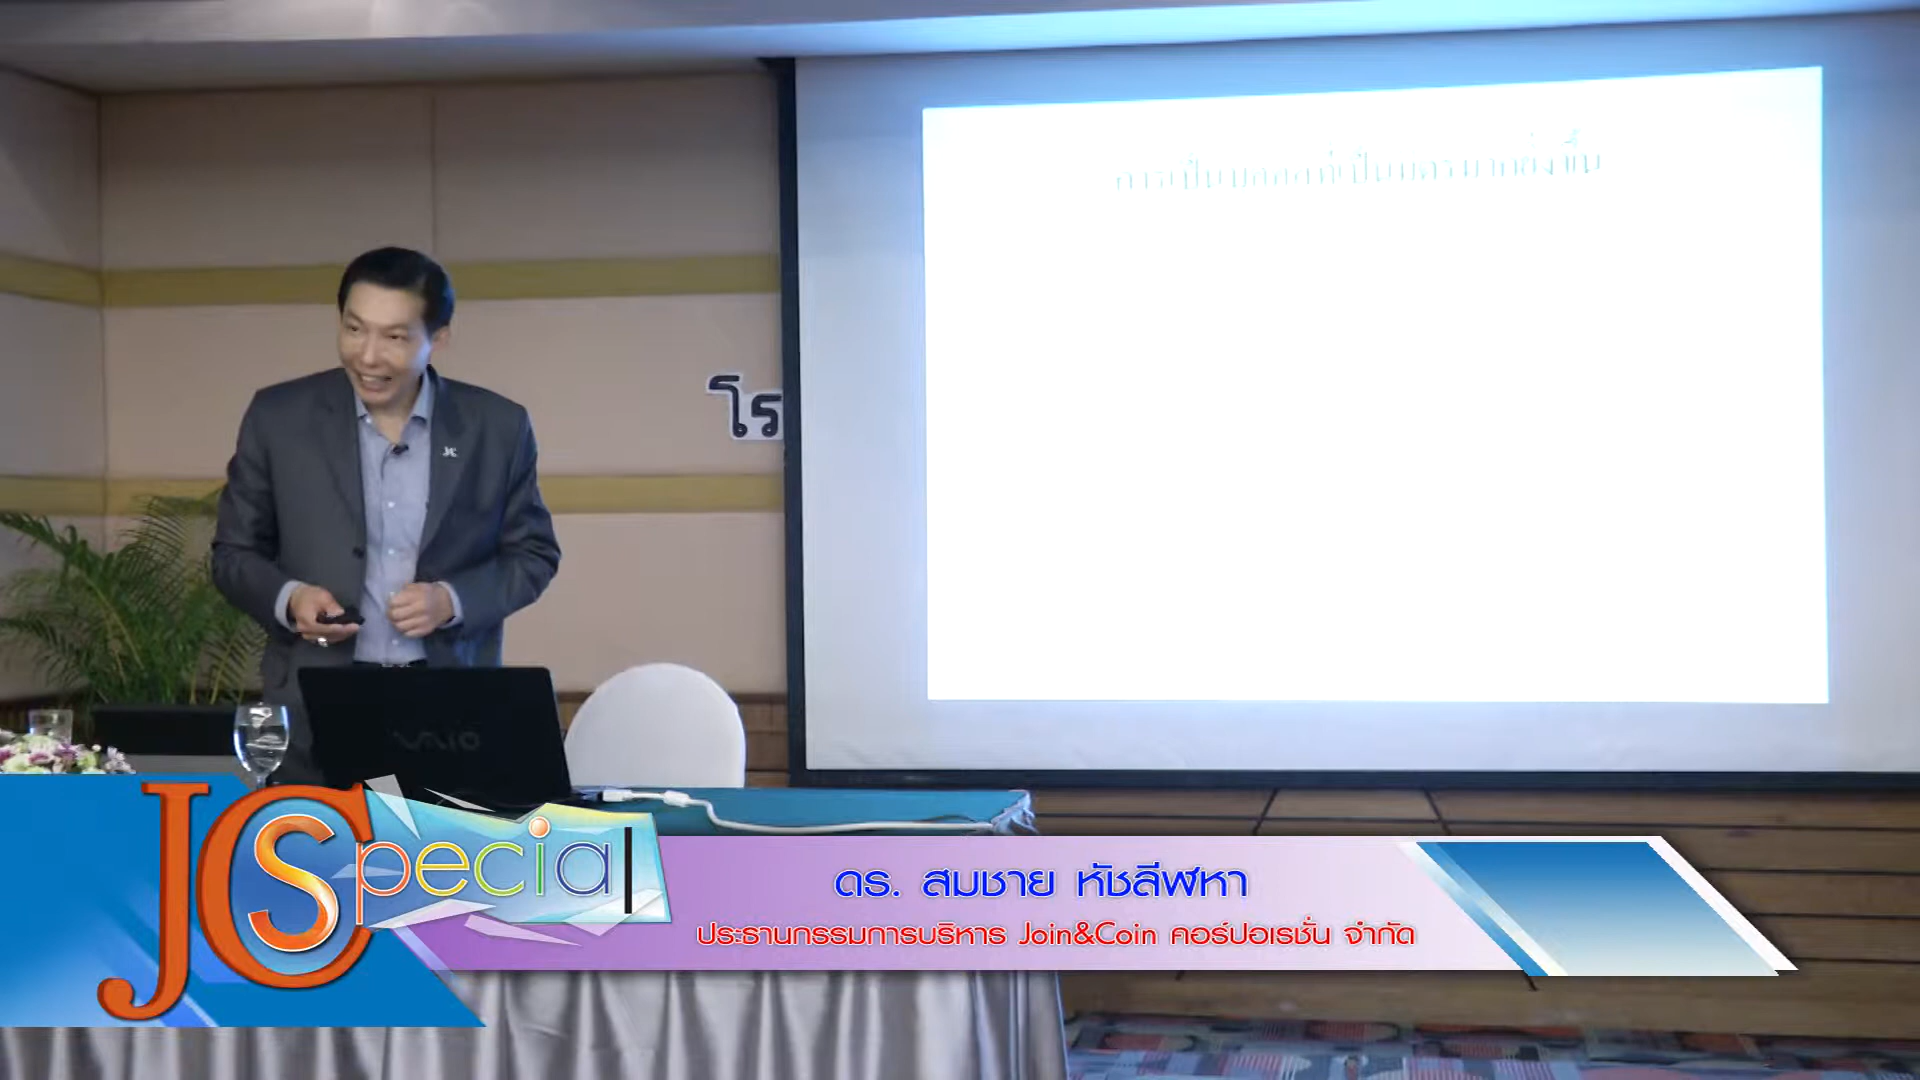 โร
VAIO
JC Special
ดร. สมชาย หัชลีฬหา
ประธานกรรมการบริหาร Join&Coin คอร์ปอเรชั่น จำกัด